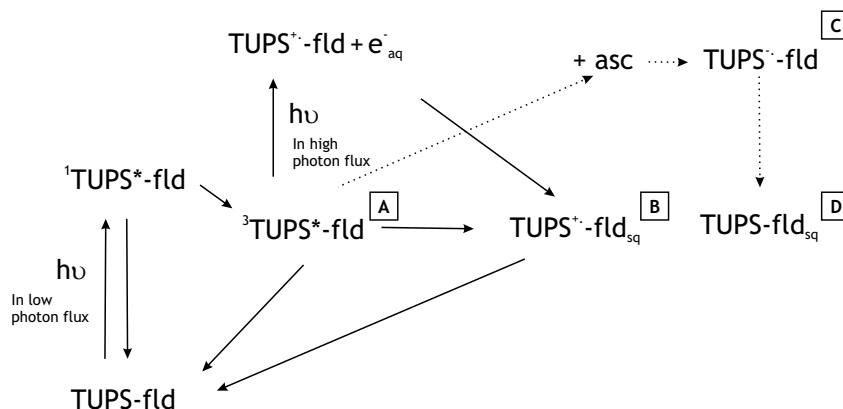 TUPS⁺·-fld + e⁻aq
C
+ asc
TUPS⁻·-fld
hυ
In high
photon flux
¹TUPS*-fld
A
B
D
³TUPS*-fld
TUPS⁺·-fldsq
TUPS-fldsq
hυ
In low
photon flux
TUPS-fld